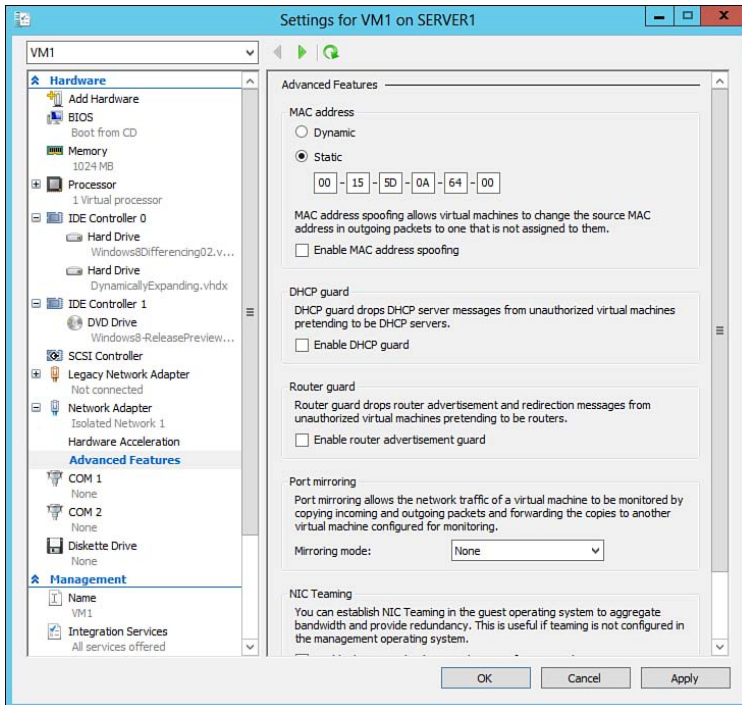 Settings for VM1 on SERVER1
VM1
Hardware
Add Hardware
BIOS
Boot from CD
Memory
1024 MB
Processor
1 Virtual processor
IDE Controller 0
Hard Drive
Windows8Differencing02.v...
Hard Drive
DynamicallyExpanding.vhdx
IDE Controller 1
DVD Drive
Windows8-ReleasePreview...
SCSI Controller
Legacy Network Adapter
Not connected
Network Adapter
Isolated Network 1
Hardware Acceleration
Advanced Features
COM 1
None
COM 2
None
Diskette Drive
None
Management
Name
VM1
Integration Services
All services offered
Advanced Features
MAC address
Dynamic
Static
00 - 15 - 5D - 0A - 64 - 00
MAC address spoofing allows virtual machines to change the source MAC
address in outgoing packets to one that is not assigned to them.
Enable MAC address spoofing
DHCP guard
DHCP guard drops DHCP server messages from unauthorized virtual machines
pretending to be DHCP servers.
Enable DHCP guard
Router guard
Router guard drops router advertisement and redirection messages from
unauthorized virtual machines pretending to be routers.
Enable router advertisement guard
Port mirroring
Port mirroring allows the network traffic of a virtual machine to be monitored by
copying incoming and outgoing packets and forwarding the copies to another
virtual machine configured for monitoring.
Mirroring mode: None
NIC Teaming
You can establish NIC Teaming in the guest operating system to aggregate
bandwidth and provide redundancy. This is useful if teaming is not configured in
the management operating system.
OK Cancel Apply